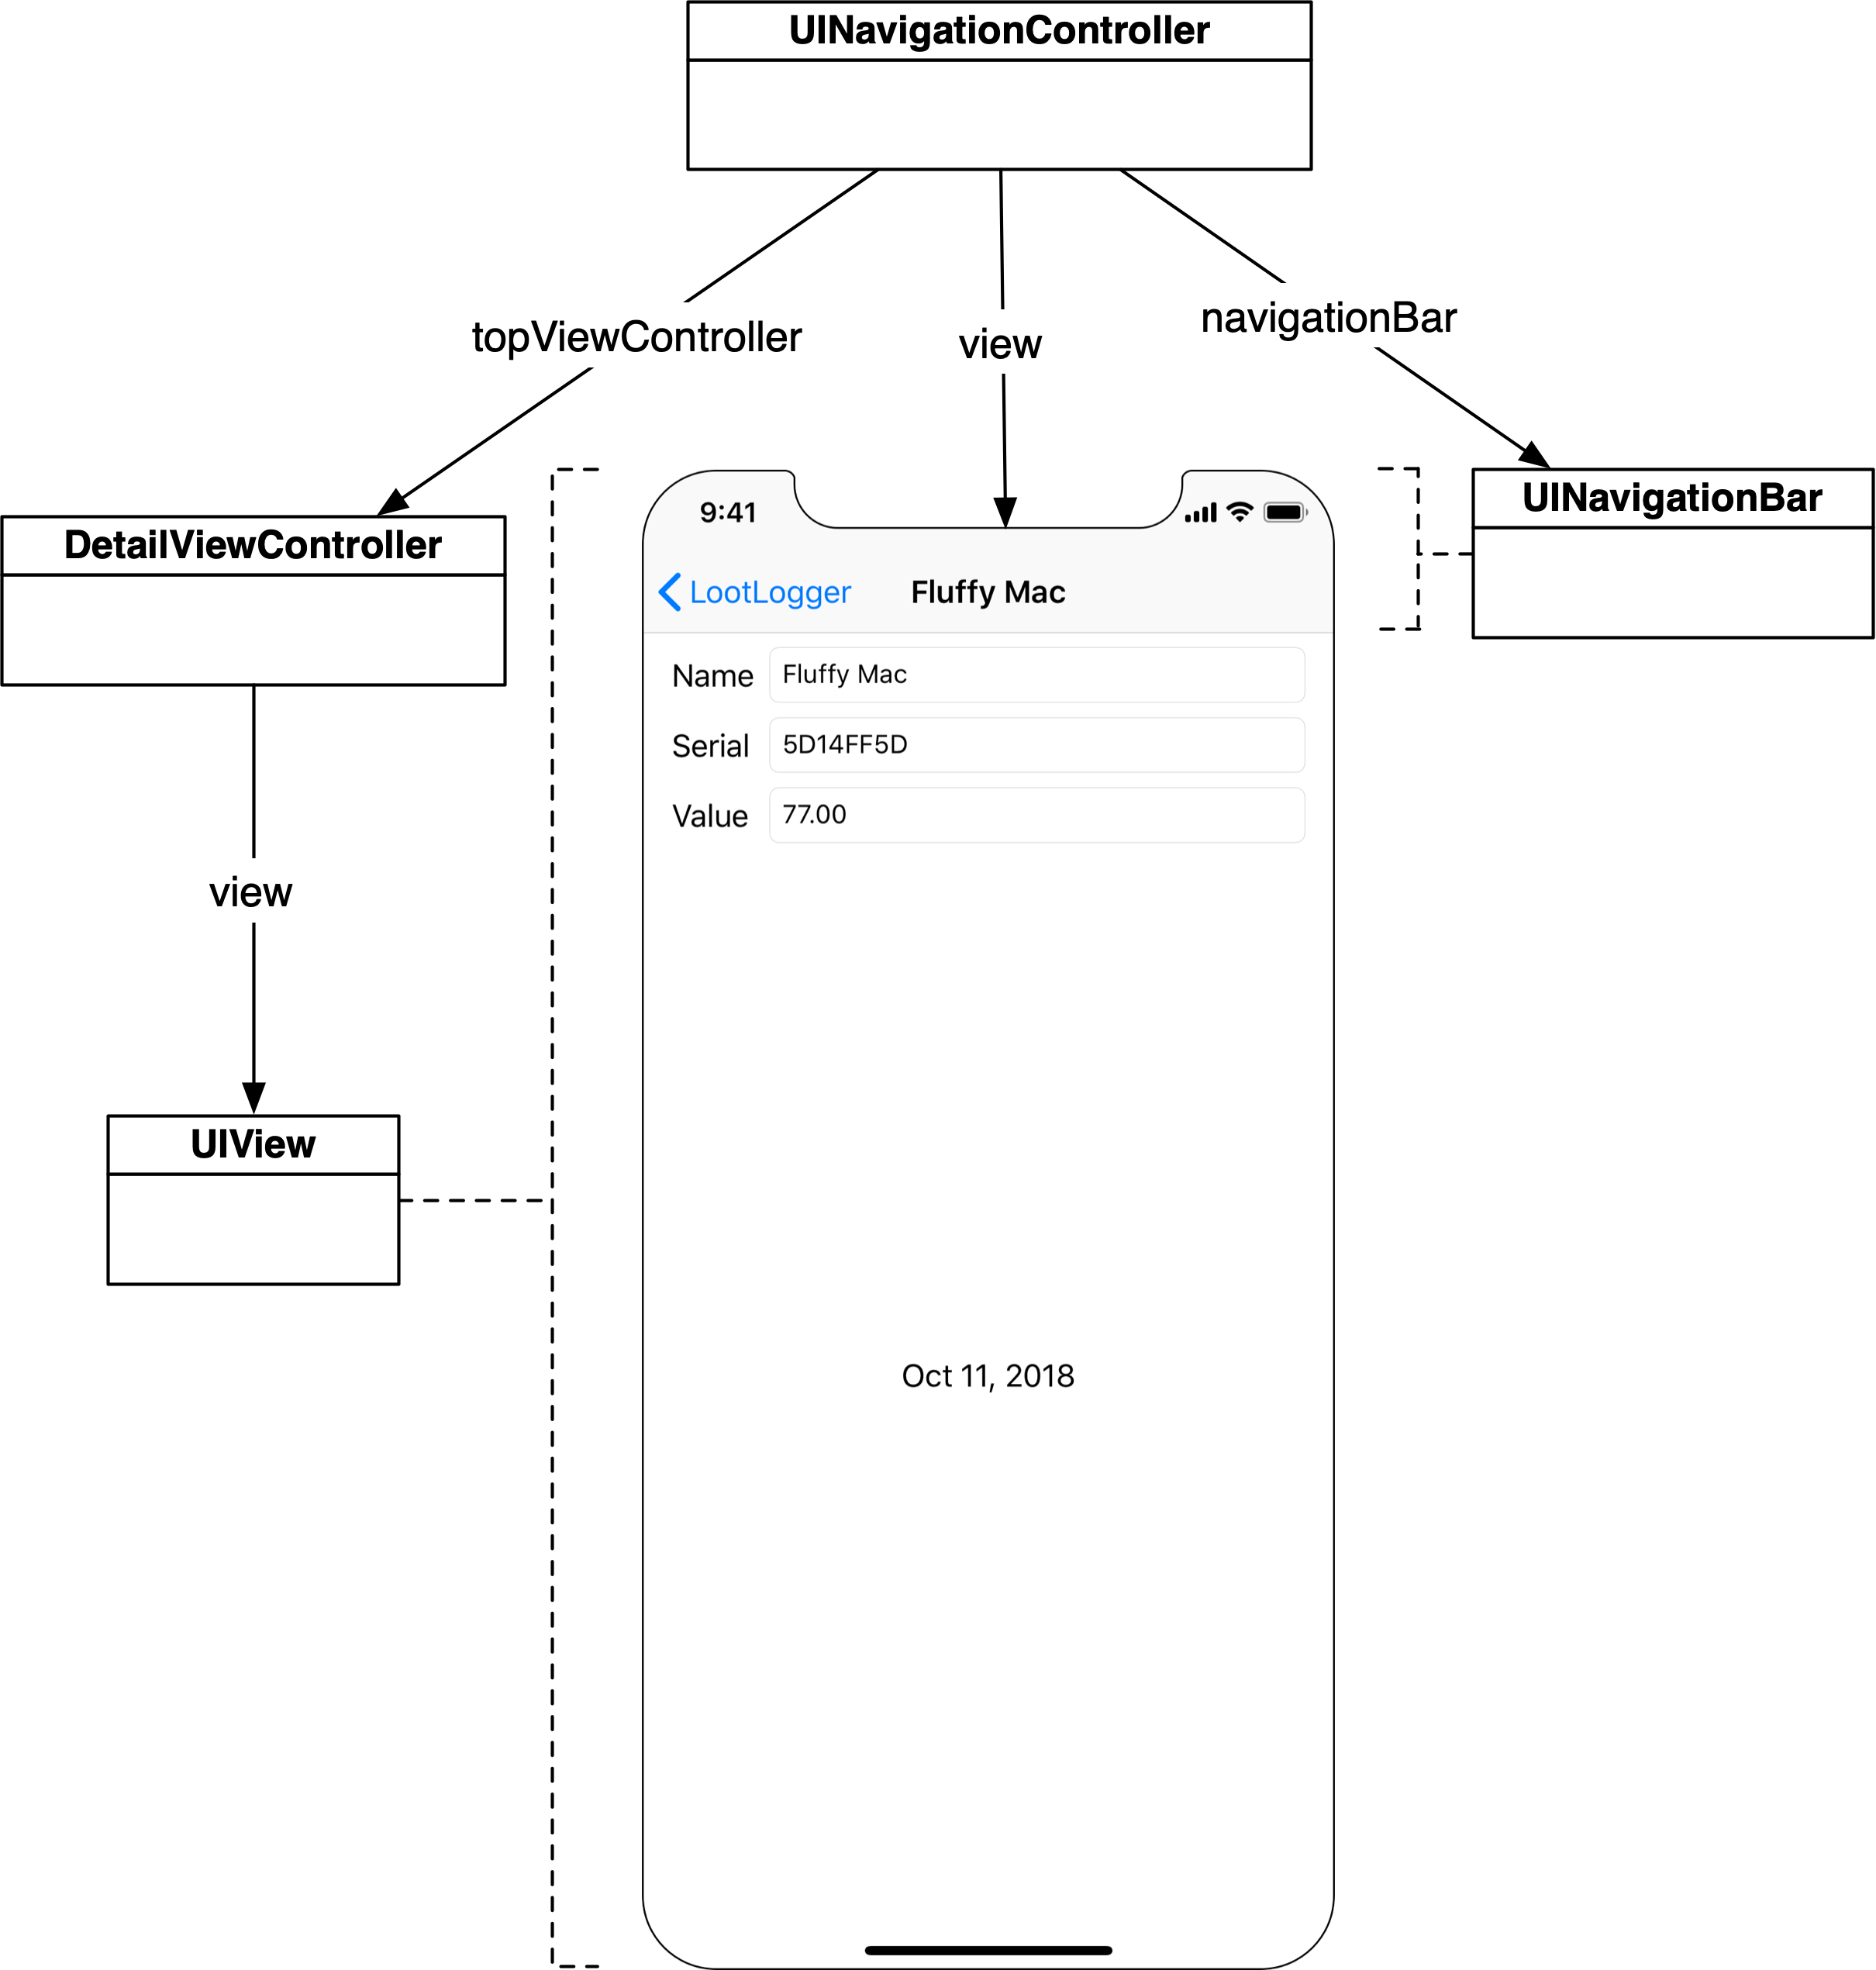 UINavigationController
topViewController
view
navigationBar
DetailViewController
UINavigationBar
9:41
LootLogger
Fluffy Mac
Name
Fluffy Mac
Serial
5D14FF5D
Value
77.00
view
UIView
Oct 11, 2018